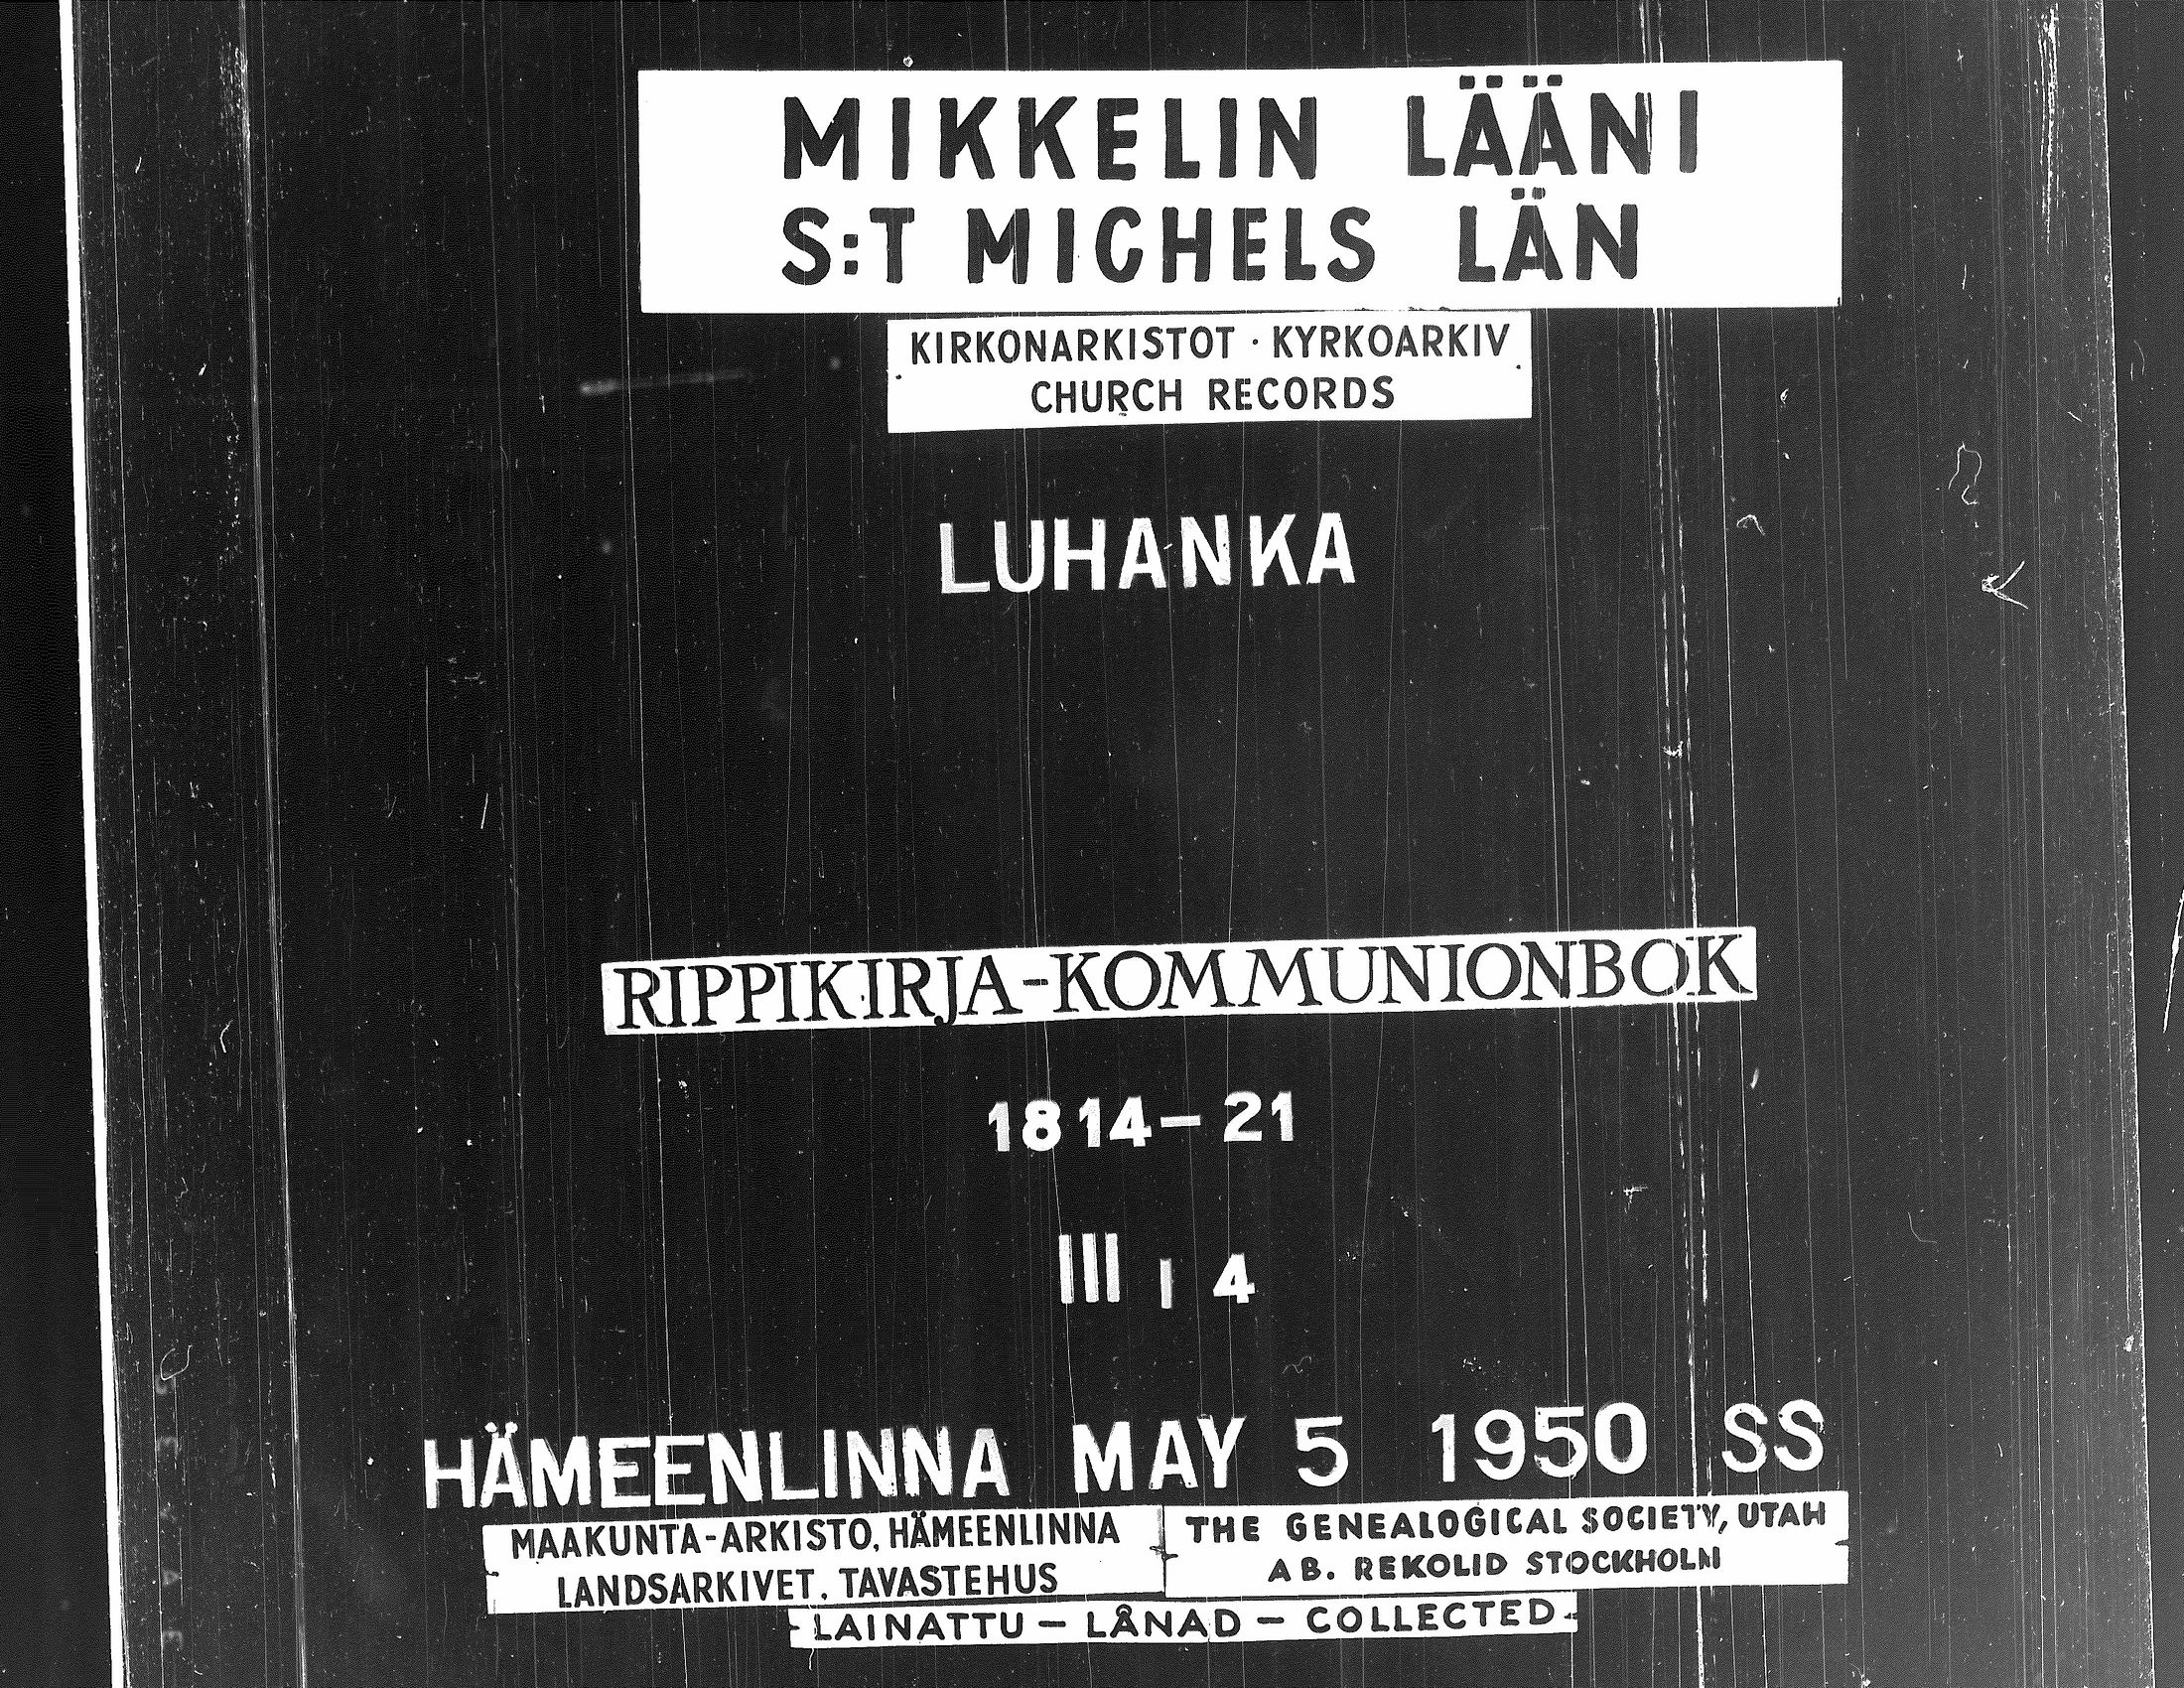 MIKKELIN LÄÄNI
S:T MICHELS LÄN
KIRKONARKISTOT · KYRKOARKIV
CHURCH RECORDS
LUHANKA
RIPPIKIRJA-KOMMUNIONBOK
1814-21
III 1 4
HÄMEENLINNA MAY 5 1950 SS
MAAKUNTA-ARKISTO, HÄMEENLINNA
LANDSARKIVET, TAVASTEHUS
THE GENEALOGICAL SOCIETY, UTAH
AB. REKOLID STOCKHOLM
LAINATTU - LÅNAD - COLLECTED